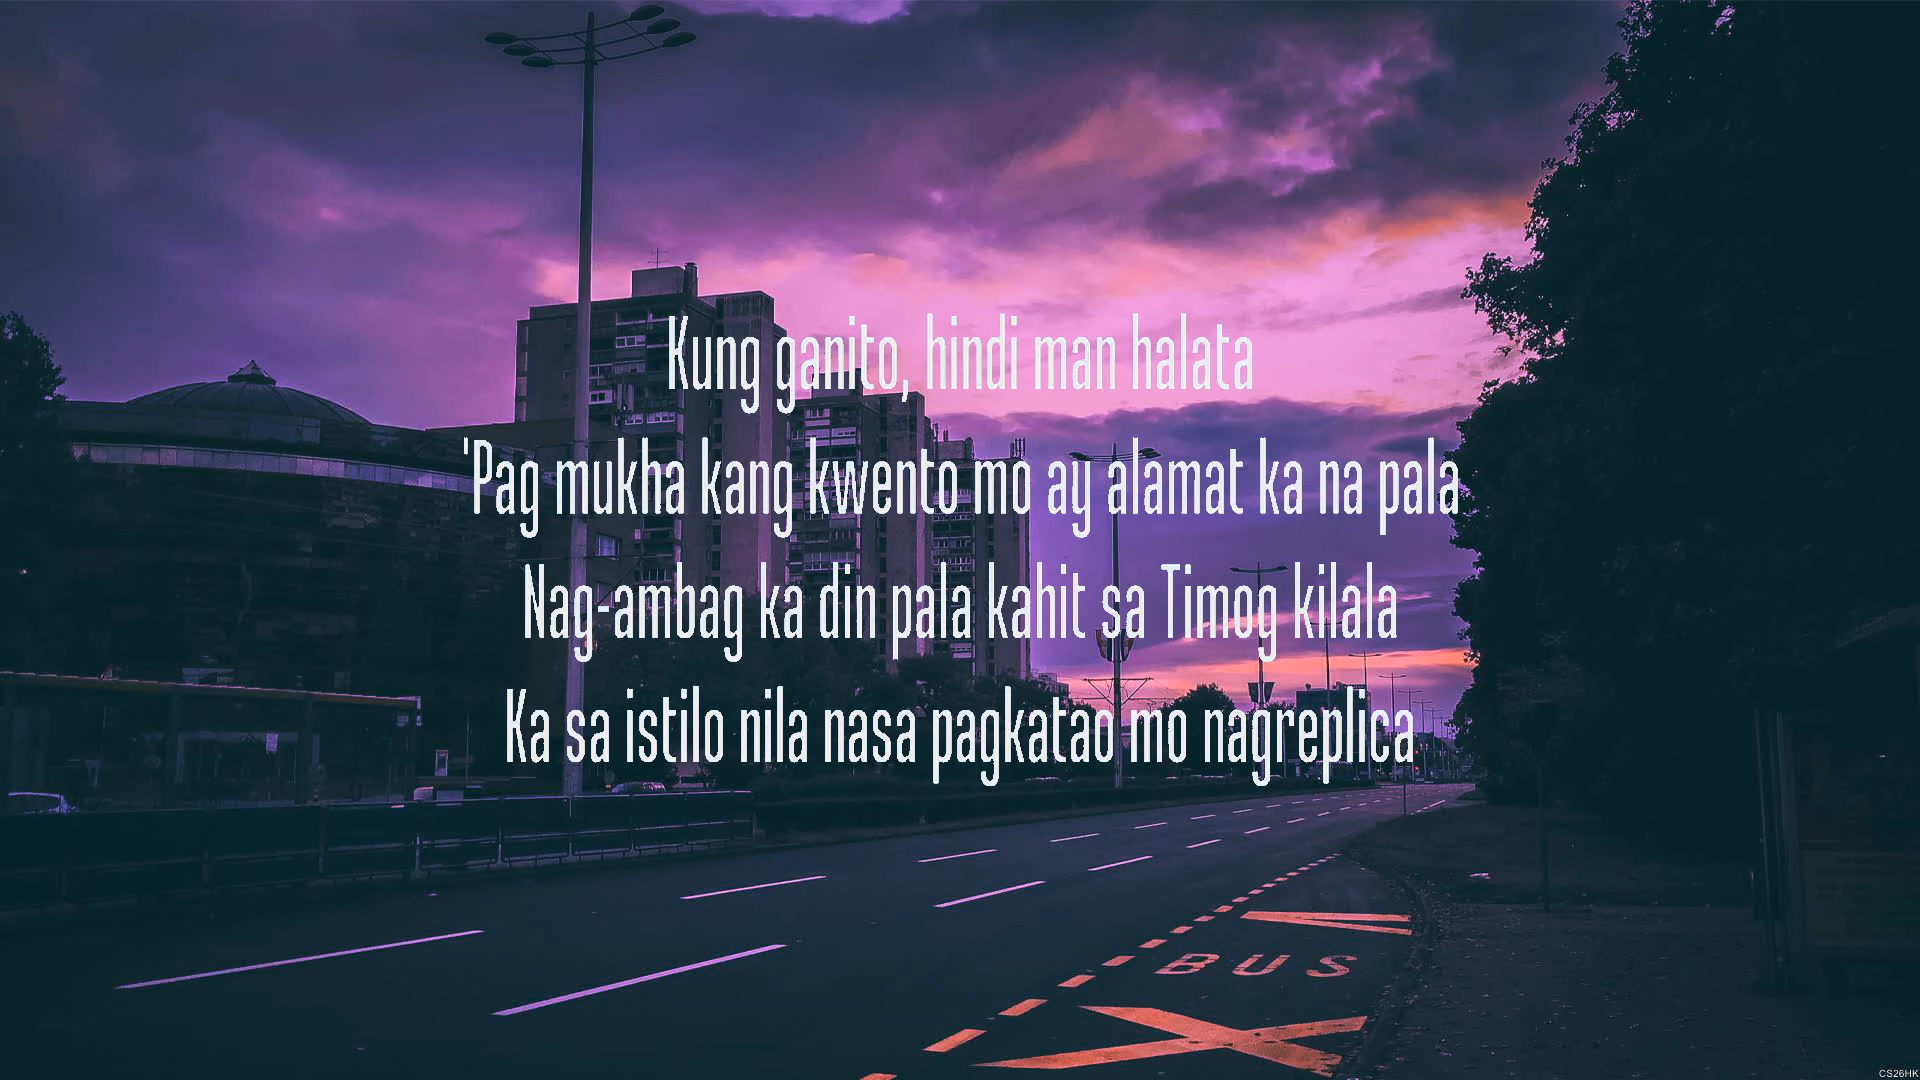 Kung ganito, hindi man halata
'Pag mukha kang kwento mo ay alamat ka na pala
Nag-ambag ka din pala kahit sa Timog kilala
Ka sa istilo nila nasa pagkatao mo nagreplica
BUS
CS26HK